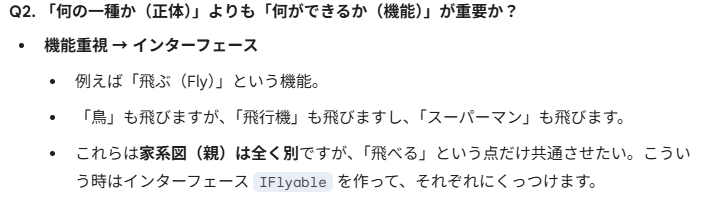 Q2. 「何の一種か（正体）」よりも「何ができるか（機能）」が重要か？
• 機能重視 → インターフェース
• 例えば「飛ぶ（Fly）」という機能。
• 「鳥」も飛びますが、「飛行機」も飛びますし、「スーパーマン」も飛びます。
• これらは家系図（親）は全く別ですが、「飛べる」という点だけ共通させたい。こうい
う時はインターフェース IFlyable を作って、それぞれにくっつけます。